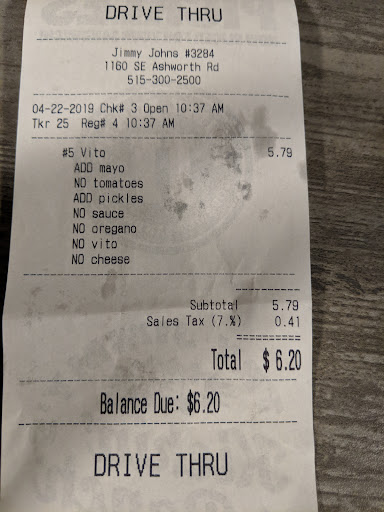 DRIVE THRU
Jimmy Johns #3284
1160 SE Ashworth Rd
515-300-2500
04-22-2019 Chk# 3 Open 10:37 AM
Tkr 25 Reg# 4 10:37 AM
#5 Vito 5.79
ADD mayo
NO tomatoes
ADD pickles
NO sauce
NO oregano
NO vito
NO cheese
Subtotal 5.79
Sales Tax (7.%) 0.41
Total $ 6.20
Balance Due: $6.20
DRIVE THRU